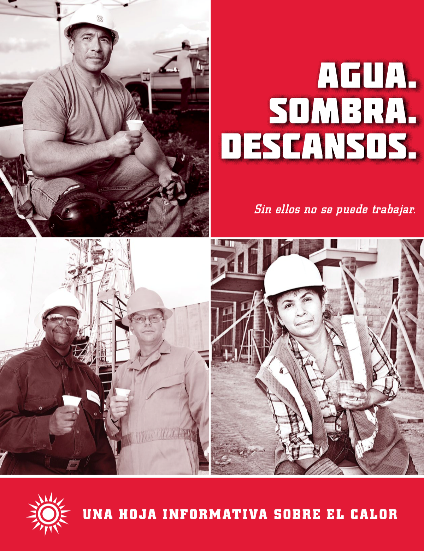 AGUA.
SOMBRA.
DESCANSOS.
Sin ellos no se puede trabajar.
UNA HOJA INFORMATIVA SOBRE EL CALOR